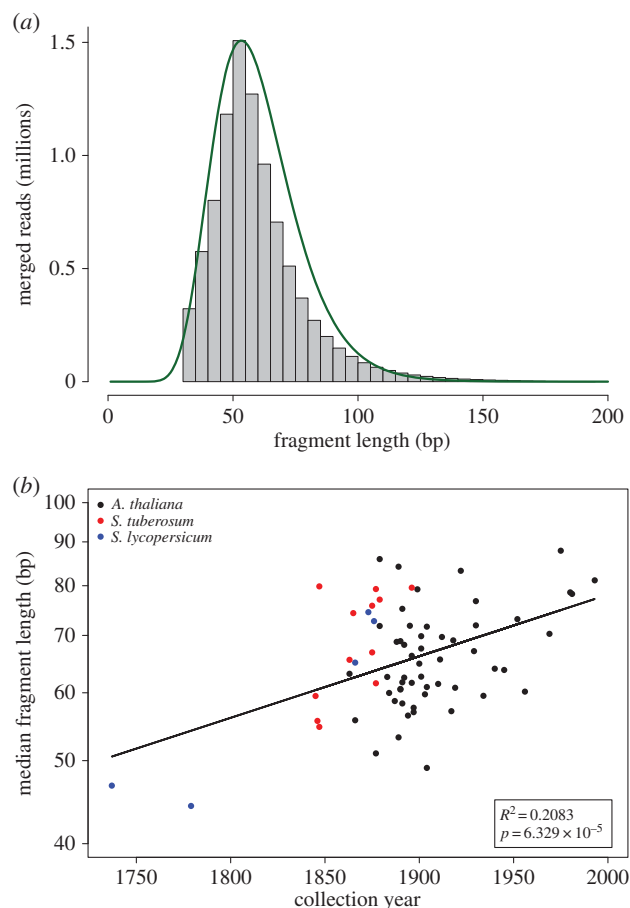 (a)
1.5
1.0
0.5
0
merged reads (millions)
0 50 100 150 200
fragment length (bp)
(b)
100
90
80
70
60
50
40
median fragment length (bp)
A. thaliana
S. tuberosum
S. lycopersicum
R² = 0.2083
p = 6.329 × 10⁻⁵
1750 1800 1850 1900 1950 2000
collection year